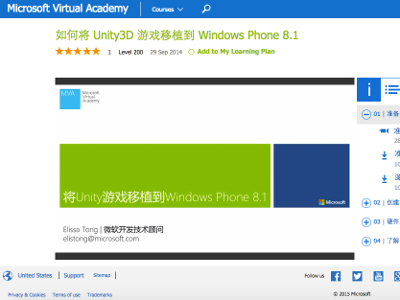 Microsoft Virtual Academy
Courses
如何将 Unity3D 游戏移植到 Windows Phone 8.1
1 Level 200 29 Sep 2014 Add to My Learning Plan
MVA
Microsoft
Virtual
Academy
i
01 | 准备
准
28
准
10
10
02 | 创建
03 | 硬件
04 | 了解
将Unity游戏移植到Windows Phone 8.1
Microsoft
Elissa Tong | 微软开发技术顾问
elistong@microsoft.com
United States
Support
Sitemap
Follow us
Privacy & Cookies
Terms of use
Trademarks
© 2015 Microsoft